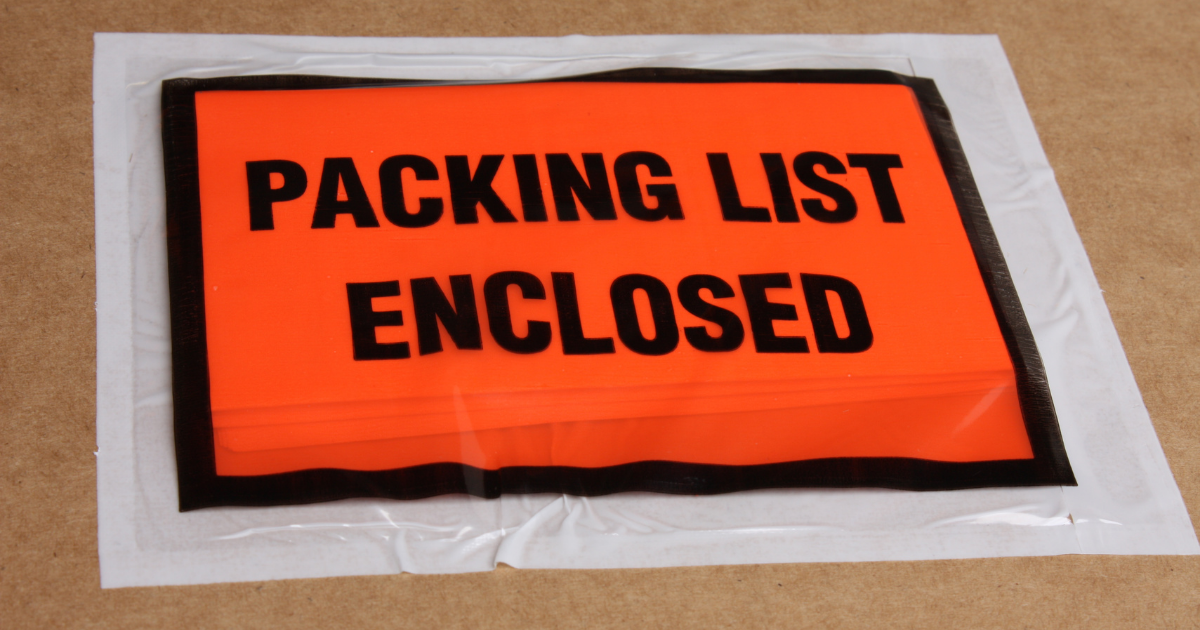 PACKING LIST
ENCLOSED